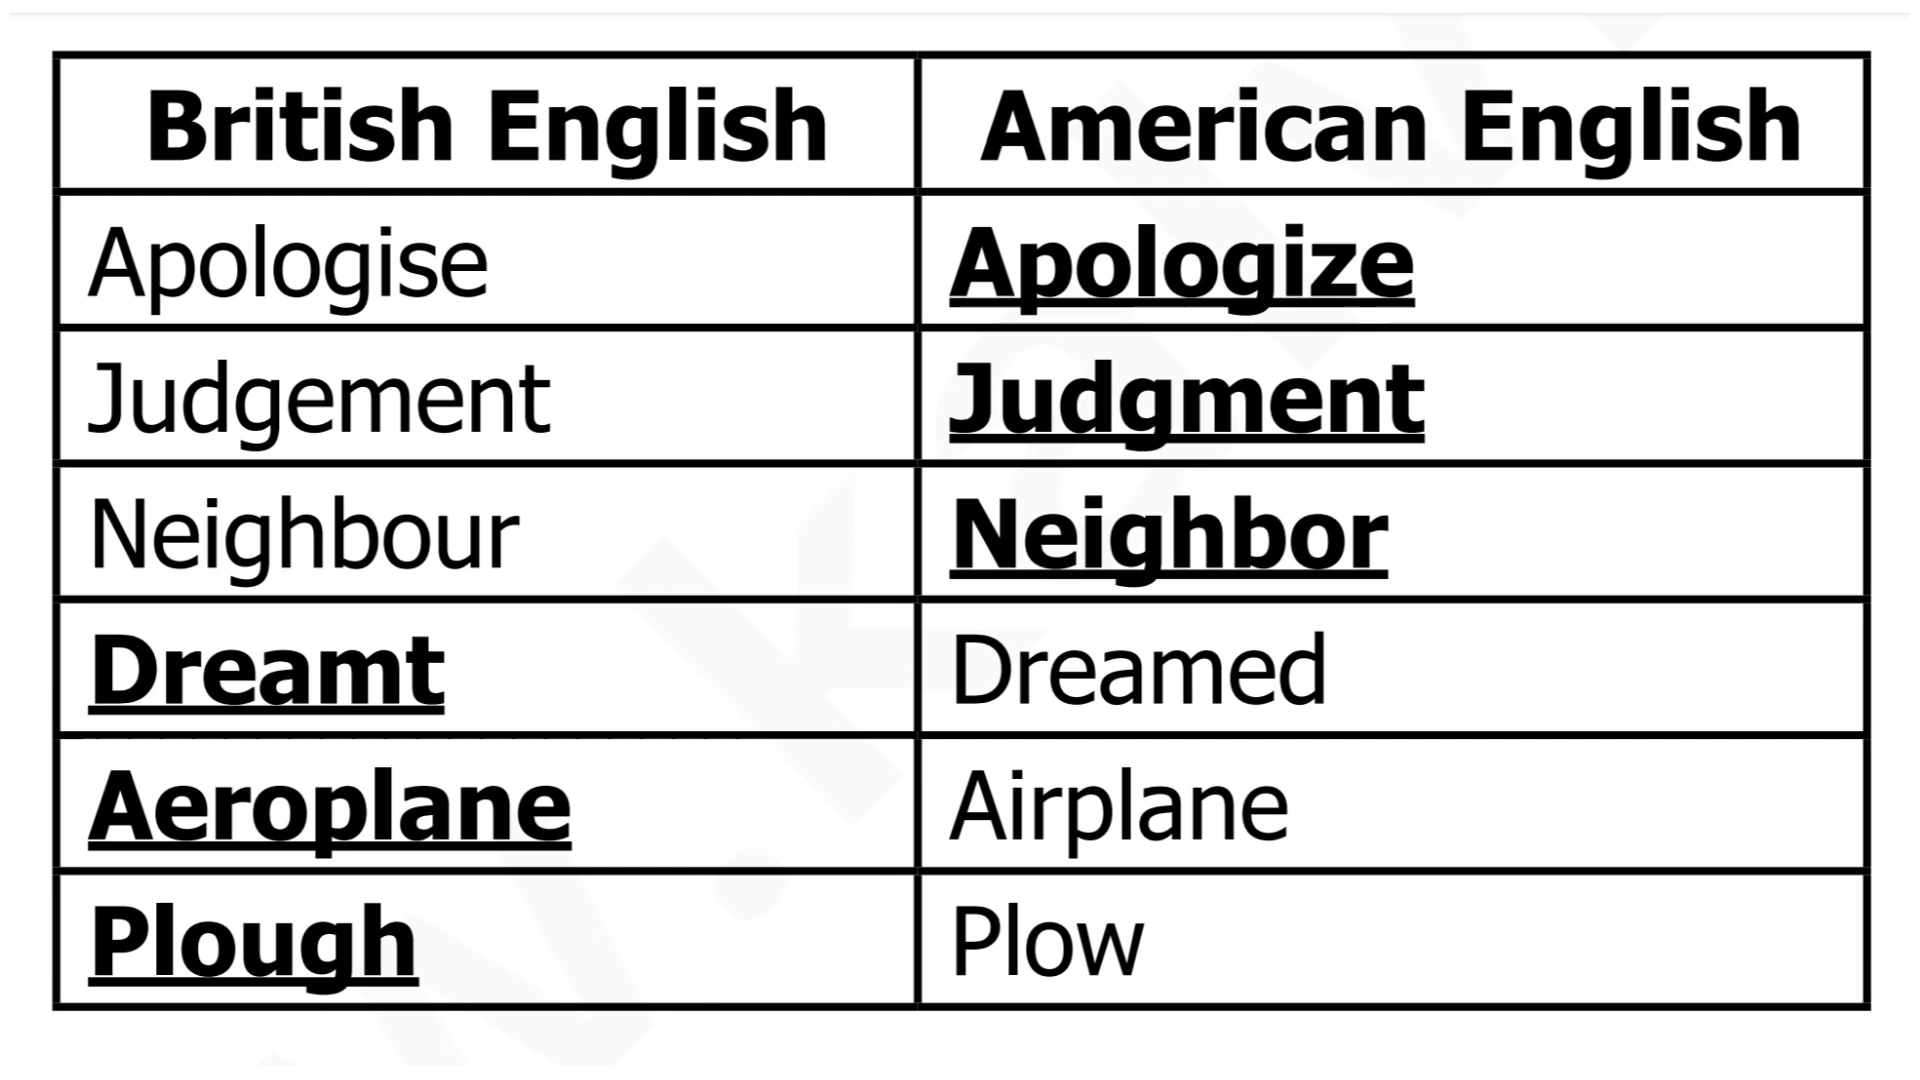 British English American English
Apologise Apologize
Judgement Judgment
Neighbour Neighbor
Dreamt Dreamed
Aeroplane Airplane
Plough Plow